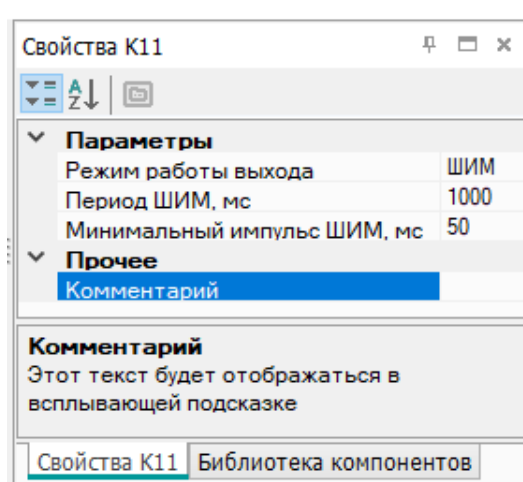 Свойства К11
Параметры
Режим работы выхода ШИМ
Период ШИМ, мс 1000
Минимальный импульс ШИМ, мс 50
Прочее
Комментарий
Комментарий
Этот текст будет отображаться в
всплывающей подсказке
Свойства К11 Библиотека компонентов